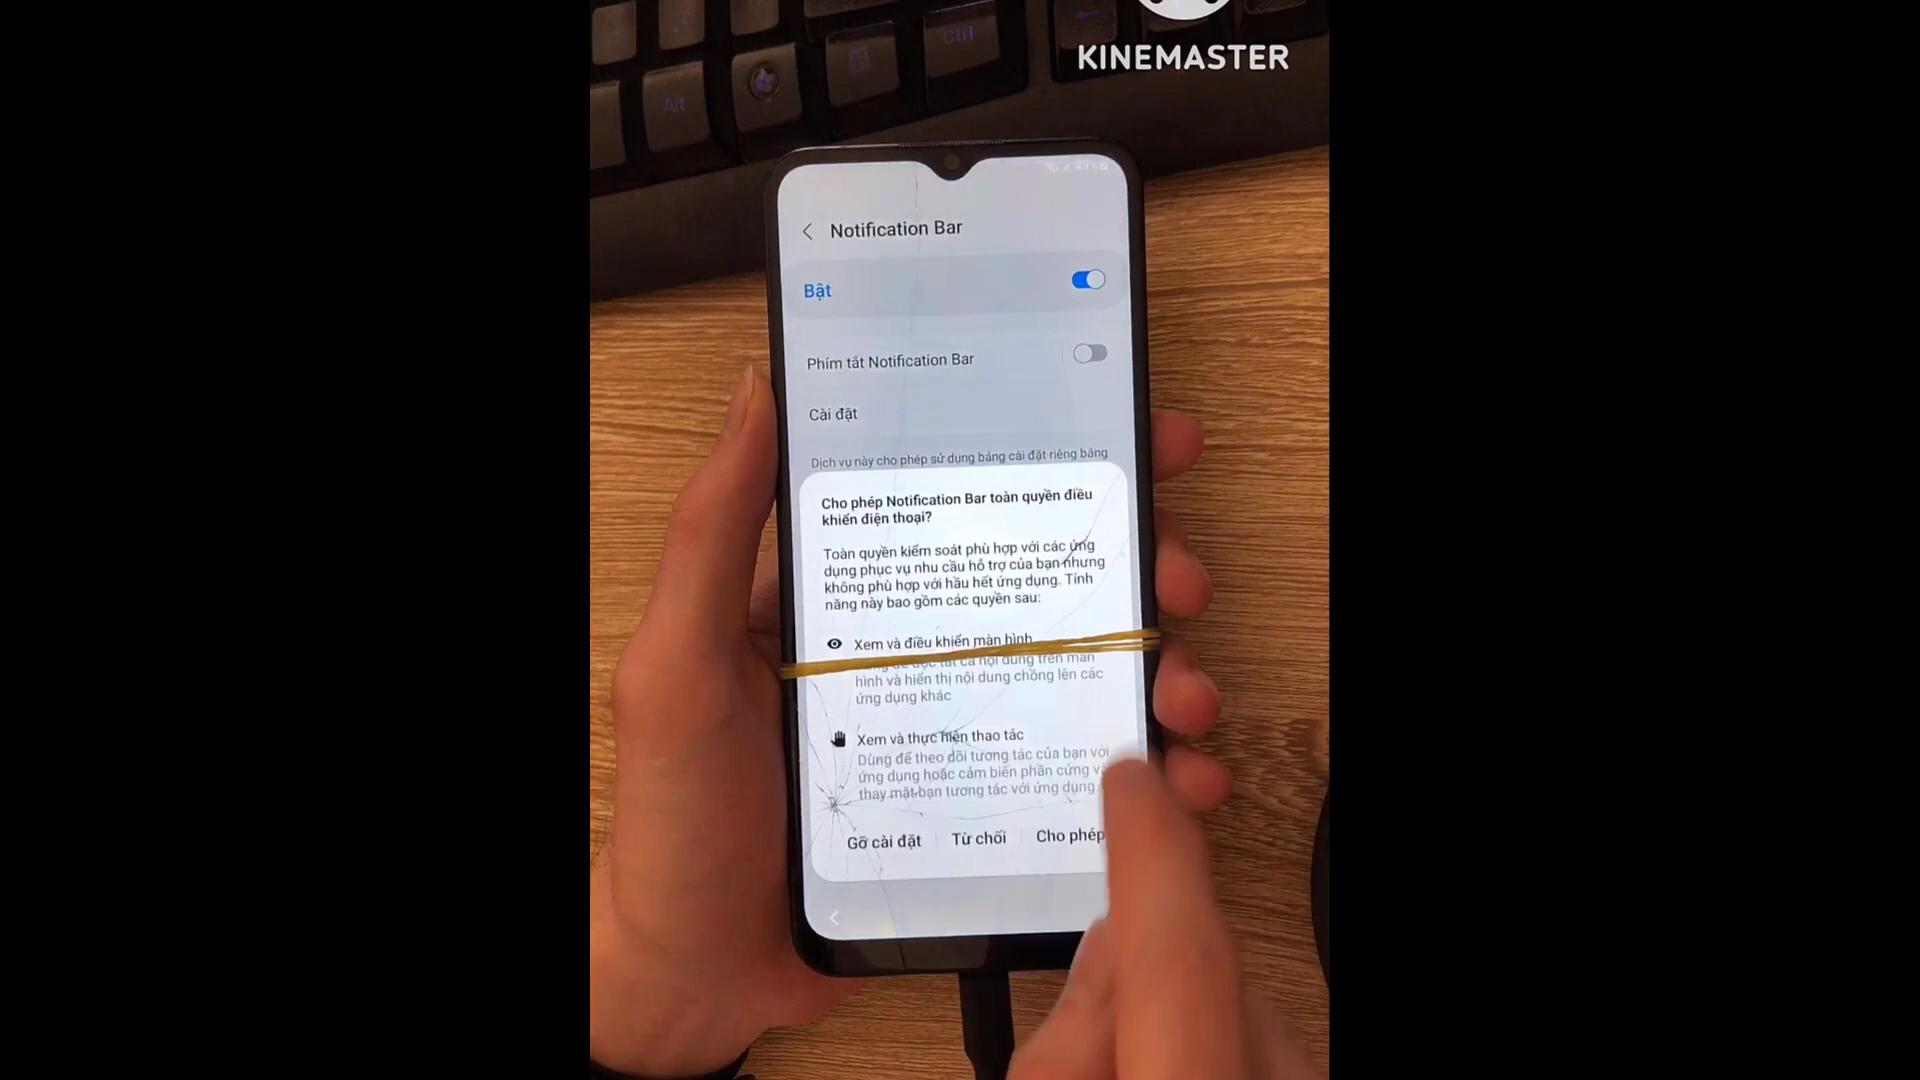 Ctrl
KINEMASTER
Alt
Notification Bar
Bật
Phím tắt Notification Bar
Cài đặt
Dịch vụ này cho phép sử dụng bảng cài đặt riêng bằng
Cho phép Notification Bar toàn quyền điều
khiển điện thoại?
Toàn quyền kiểm soát phù hợp với các ứng
dụng phục vụ nhu cầu hỗ trợ của bạn nhưng
không phù hợp với hầu hết ứng dụng. Tính
năng này bao gồm các quyền sau:
Xem và điều khiển màn hình
nội dung trên màn
hình và hiển thị nội dung chồng lên các
ứng dụng khác
Xem và thực hiện thao tác
Dùng để theo dõi tương tác của bạn với
ứng dụng hoặc cảm biến phần cứng
thay mặt bạn tương tác với ứng dụng
Gỡ cài đặt Từ chối Cho phép